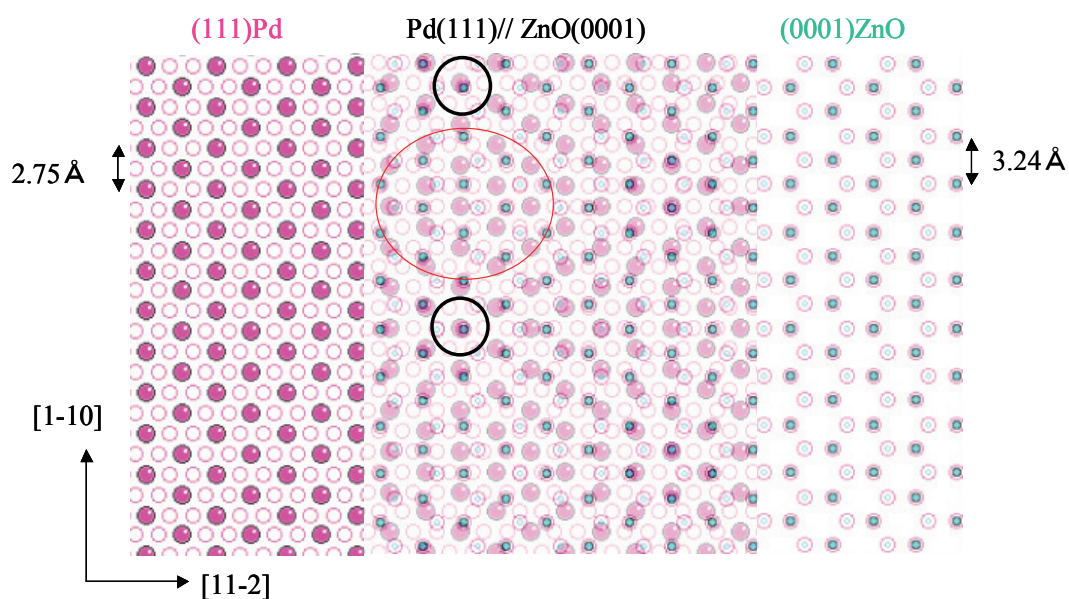 (111)Pd
Pd(111)// ZnO(0001)
(0001)ZnO
2.75 Å
3.24 Å
[1-10]
[11-2]